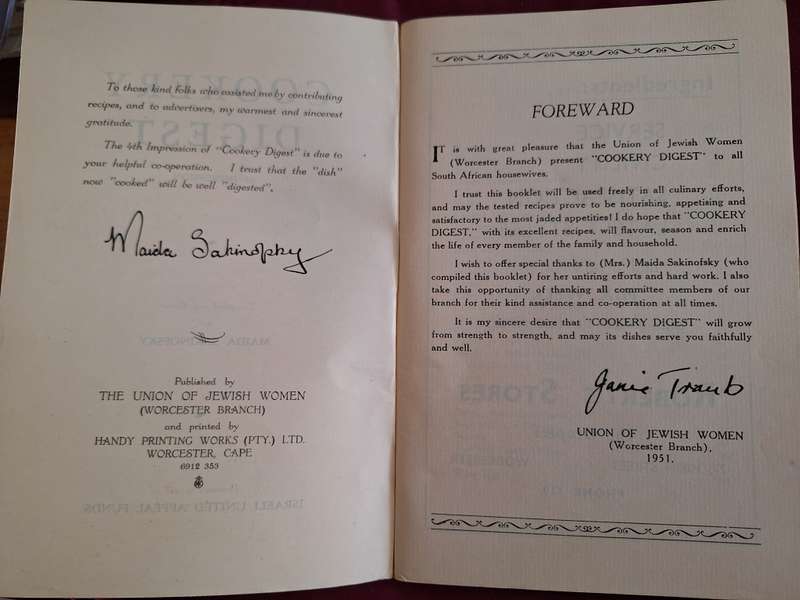 To those kind folks who assisted me by contributing
recipes, and to advertisers, my warmest and sincerest
gratitude.
The 4th Impression of "Cookery Digest" is due to
your helpful co-operation. I trust that the "dish"
now "cooked" will be well "digested".
Maida Sakinofsky
Published by
THE UNION OF JEWISH WOMEN
(WORCESTER BRANCH)
and printed by
HANDY PRINTING WORKS (PTY.) LTD.
WORCESTER, CAPE
6912 353
FOREWARD
IT is with great pleasure that the Union of Jewish Women
(Worcester Branch) present "COOKERY DIGEST" to all
South African housewives.
I trust this booklet will be used freely in all culinary efforts,
and may the tested recipes prove to be nourishing, appetising and
satisfactory to the most jaded appetities! I do hope that "COOKERY
DIGEST," with its excellent recipes, will flavour, season and enrich
the life of every member of the family and household.
I wish to offer special thanks to (Mrs.) Maida Sakinofsky (who
compiled this booklet) for her untiring efforts and hard work. I also
take this opportunity of thanking all committee members of our
branch for their kind assistance and co-operation at all times.
It is my sincere desire that "COOKERY DIGEST" will grow
from strength to strength, and may its dishes serve you faithfully
and well.
Janie Traub
UNION OF JEWISH WOMEN
(Worcester Branch),
1951.